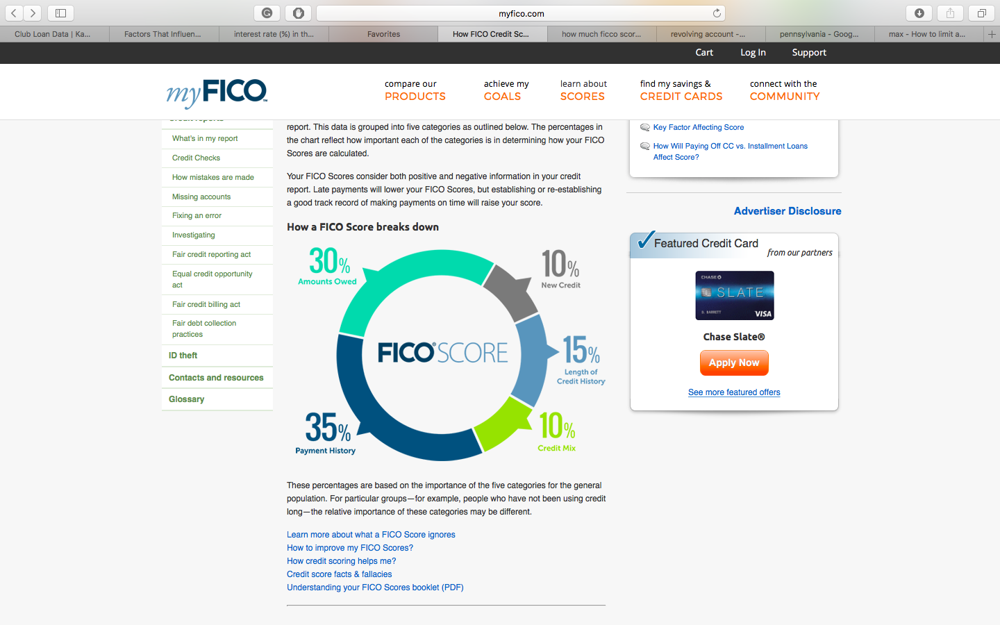 myfico.com
Club Loan Data | Ka...
Factors That Influen...
interest rate (%) in th...
Favorites
How FICO Credit Sc...
how much ficco scor...
revolving account -...
pennsylvania - Goog...
max - How to limit a...
Cart
Log In
Support
myFICO™
compare our
PRODUCTS
achieve my
GOALS
learn about
SCORES
find my savings &
CREDIT CARDS
connect with the
COMMUNITY
What's in my report
Credit Checks
How mistakes are made
Missing accounts
Fixing an error
Investigating
Fair credit reporting act
Equal credit opportunity
act
Fair credit billing act
Fair debt collection
practices
ID theft
Contacts and resources
Glossary
report. This data is grouped into five categories as outlined below. The percentages in
the chart reflect how important each of the categories is in determining how your FICO
Scores are calculated.
Your FICO Scores consider both positive and negative information in your credit
report. Late payments will lower your FICO Scores, but establishing or re-establishing
a good track record of making payments on time will raise your score.
How a FICO Score breaks down
30%
Amounts Owed
10%
New Credit
FICO® SCORE
15%
Length of
Credit History
35%
Payment History
10%
Credit Mix
These percentages are based on the importance of the five categories for the general
population. For particular groups—for example, people who have not been using credit
long—the relative importance of these categories may be different.
Learn more about what a FICO Score ignores
How to improve my FICO Scores?
How credit scoring helps me?
Credit score facts & fallacies
Understanding your FICO Scores booklet (PDF)
Key Factor Affecting Score
How Will Paying Off CC vs. Installment Loans
Affect Score?
Advertiser Disclosure
Featured Credit Card
from our partners
CHASE
SLATE
VISA
Chase Slate®
Apply Now
See more featured offers